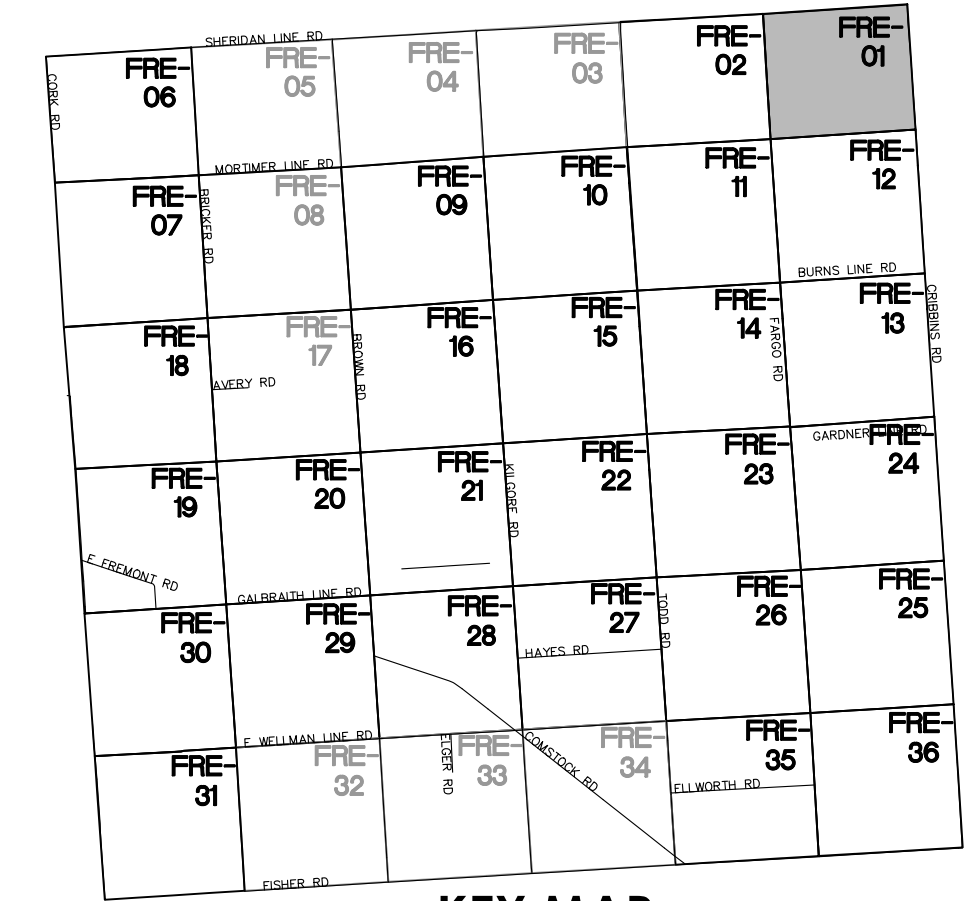 SHERIDAN LINE RD
CORK RD
FRE-
06
FRE-
05
FRE-
04
FRE-
03
FRE-
02
FRE-
01
MORTIMER LINE RD
FRE-
07
BRICKER RD
FRE-
08
FRE-
09
FRE-
10
FRE-
11
FRE-
12
BURNS LINE RD
FRE-
18
FRE-
17
AVERY RD
BROWN RD
FRE-
16
FRE-
15
FRE-
14
FARGO RD
FRE-
13
CRIBBINS RD
GARDNER LINE RD
FRE-
19
E FREMONT RD
FRE-
20
FRE-
21
KILGORE RD
FRE-
22
FRE-
23
FRE-
24
GALBRAITH LINE RD
FRE-
30
FRE-
29
FRE-
28
FRE-
27
HAYES RD
TODD RD
FRE-
26
FRE-
25
E WELLMAN LINE RD
FRE-
31
FRE-
32
ELGER RD
FRE-
33
COMSTOCK RD
FRE-
34
FRE-
35
ELLWORTH RD
FRE-
36
FISHER RD
KEY MAP